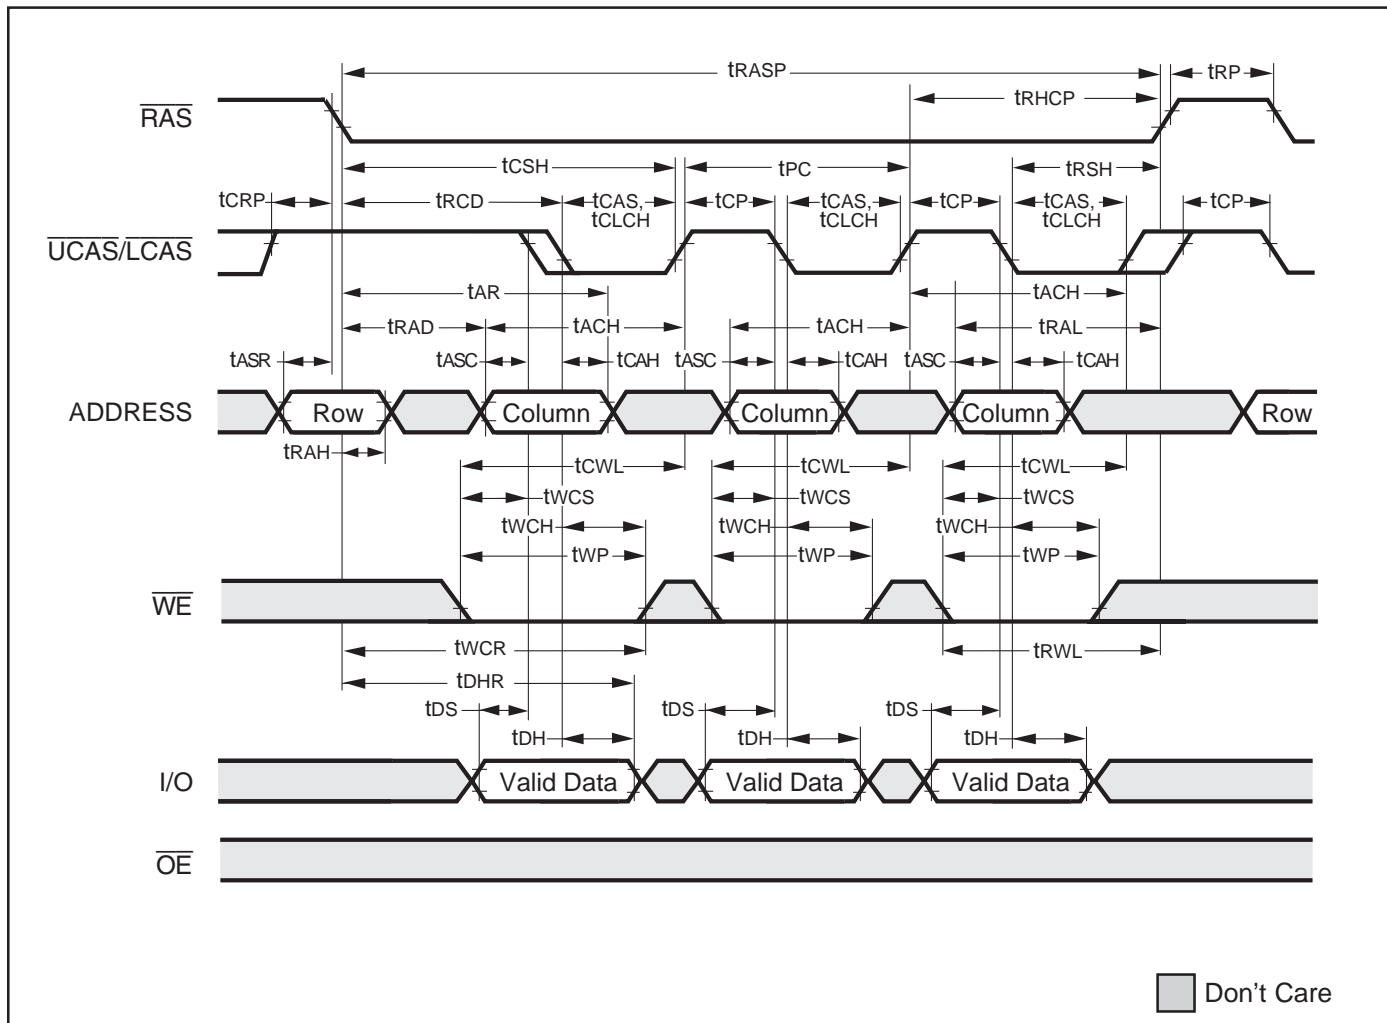 tRASP tRP
tRHCP
RAS
tCSH tPC tRSH
tCRP tRCD tCAS, tCP tCAS, tCP tCAS, tCP
tCLCH tCLCH tCLCH
UCAS/LCAS
tAR tACH
tRAD tACH tACH tRAL
tASR tASC tCAH tASC tCAH tASC tCAH
ADDRESS Row Column Column Column Row
tRAH
tCWL tCWL tCWL
tWCS tWCS tWCS
tWCH tWCH tWCH
tWP tWP tWP
WE
tWCR tRWL
tDHR
tDS tDS tDS
tDH tDH tDH
I/O Valid Data Valid Data Valid Data
OE
Don't Care